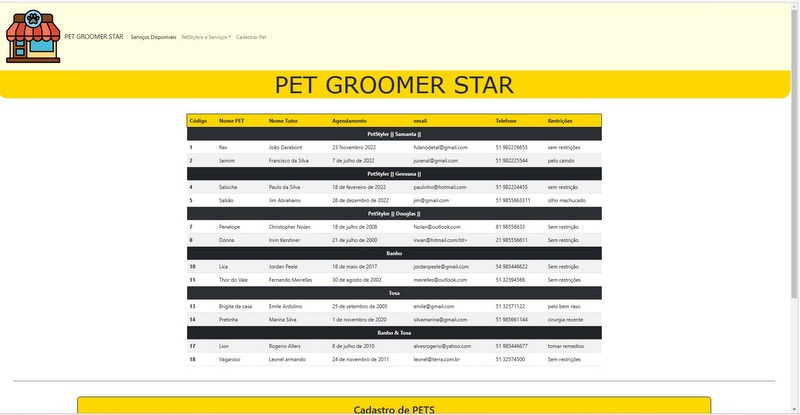 PET GROOMER STAR Serviços Disponíveis PetStylers e Serviços Cadastrar Pet
PET GROOMER STAR
Código Nome PET Nome Tutor Agendamento email Telefone Restrições
PetStyler || Samanta ||
1 Rex João Darabont 23 Novembro 2022 fulanodetal@gmail.com 51 982226655 sem restrições
2 Jaimim Francisco da Silva 7 de julho de 2022 juvenal@gmail.com 51 982225544 pelo caindo
PetStyler || Geovana ||
4 Salsicha Paulo da Silva 18 de fevereiro de 2022 paulinho@hotmail.com 51 982224455 sem restrição
5 Salsão Jim Abrahams 26 de dezembro de 2022 jim@gmail.com 51 9855663311 olho machucado
PetStyler || Douglas ||
7 Penelope Christopher Nolan 18 de julho de 2008 Nolan@outlook.com 81 98556633 Sem restrição
8 Donna Irvin Kershner 21 de julho de 2000 irwan@hitmail.com/td> 21 985556611 Sem restrição
Banho
10 Lica Jordan Peele 18 de maio de 2017 jordanpeele@gmail.com 54 985446622 Sem restrição
11 Thor do Vale Fernando Meirelles 30 de agosto de 2002 meirelles@outlook.com 51 32594566 Sem restrições
Tosa
13 Brigite da casa Emile Ardolino 25 de setembro de 2005 emile@gmail.com 51 32571122 pelo bem raso
14 Pretinha Marina Silva 1 de novembro de 2020 silvamarina@gmail.com 51 985661144 cirurgia recente
Banho & Tosa
17 Lion Rogerio Allers 8 de julho de 2010 alvesrogerio@yahoo.com 51 985446677 tomar remedios
18 Vagaroso Leonel armando 24 de novembro de 2011 leonel@terra.com.br 51 32574500 Sem restrições
Cadastro de PETS